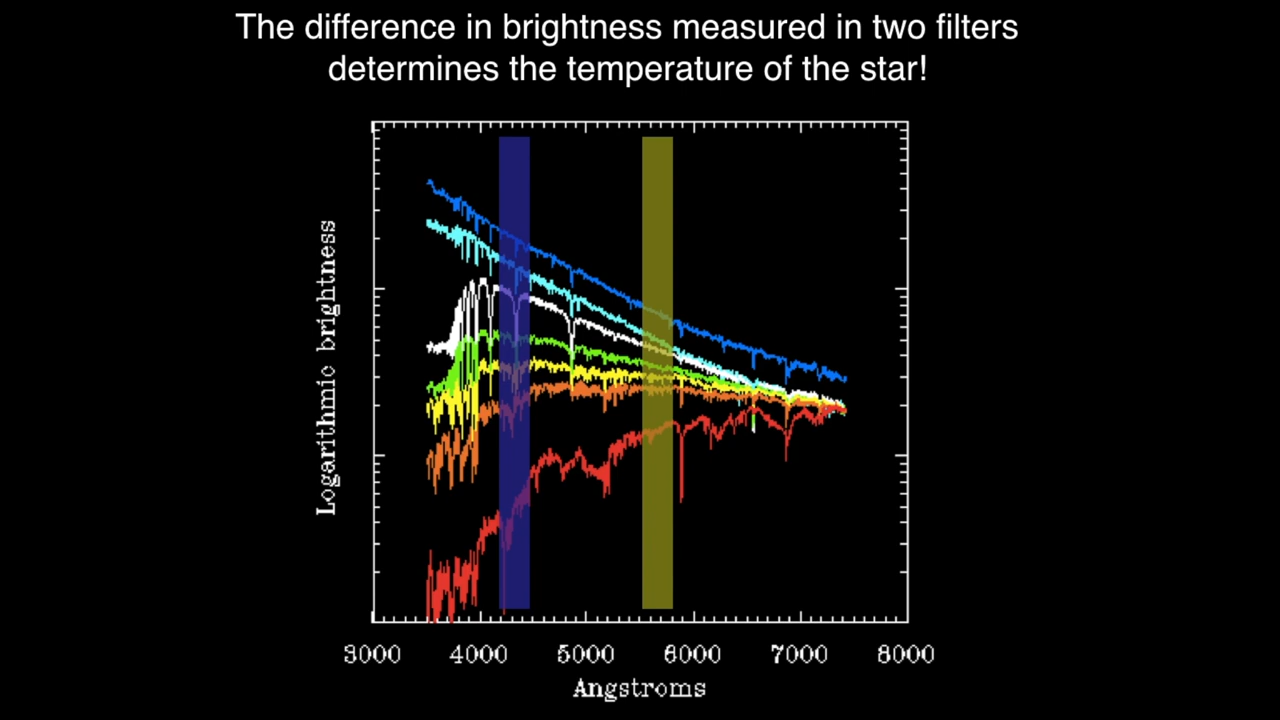 The difference in brightness measured in two filters
determines the temperature of the star!
Logarithmic brightness
3000 4000 5000 6000 7000 8000
Angstroms